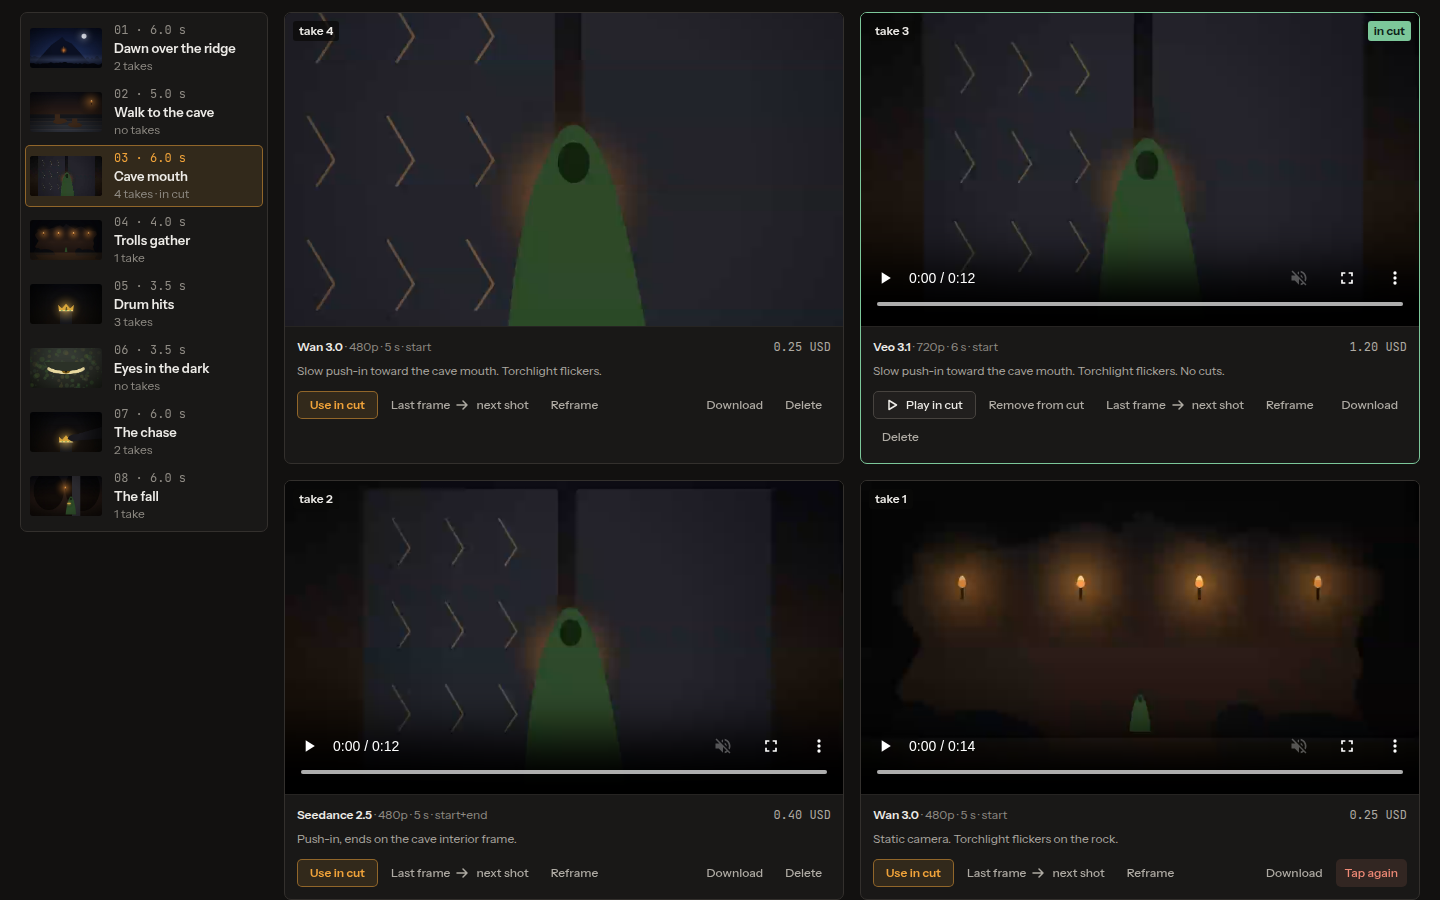 01 · 6.0 s
Dawn over the ridge
2 takes
02 · 5.0 s
Walk to the cave
no takes
03 · 6.0 s
Cave mouth
4 takes · in cut
04 · 4.0 s
Trolls gather
1 take
05 · 3.5 s
Drum hits
3 takes
06 · 3.5 s
Eyes in the dark
no takes
07 · 6.0 s
The chase
2 takes
08 · 6.0 s
The fall
1 take
take 4
Wan 3.0 · 480p · 5 s · start 0.25 USD
Slow push-in toward the cave mouth. Torchlight flickers.
Use in cut Last frame → next shot Reframe Download Delete
take 3 in cut
0:00 / 0:12
Veo 3.1 · 720p · 6 s · start 1.20 USD
Slow push-in toward the cave mouth. Torchlight flickers. No cuts.
Play in cut Remove from cut Last frame → next shot Reframe Download
Delete
take 2
0:00 / 0:12
Seedance 2.5 · 480p · 5 s · start+end 0.40 USD
Push-in, ends on the cave interior frame.
Use in cut Last frame → next shot Reframe Download Delete
take 1
0:00 / 0:14
Wan 3.0 · 480p · 5 s · start 0.25 USD
Static camera. Torchlight flickers on the rock.
Use in cut Last frame → next shot Reframe Download Tap again